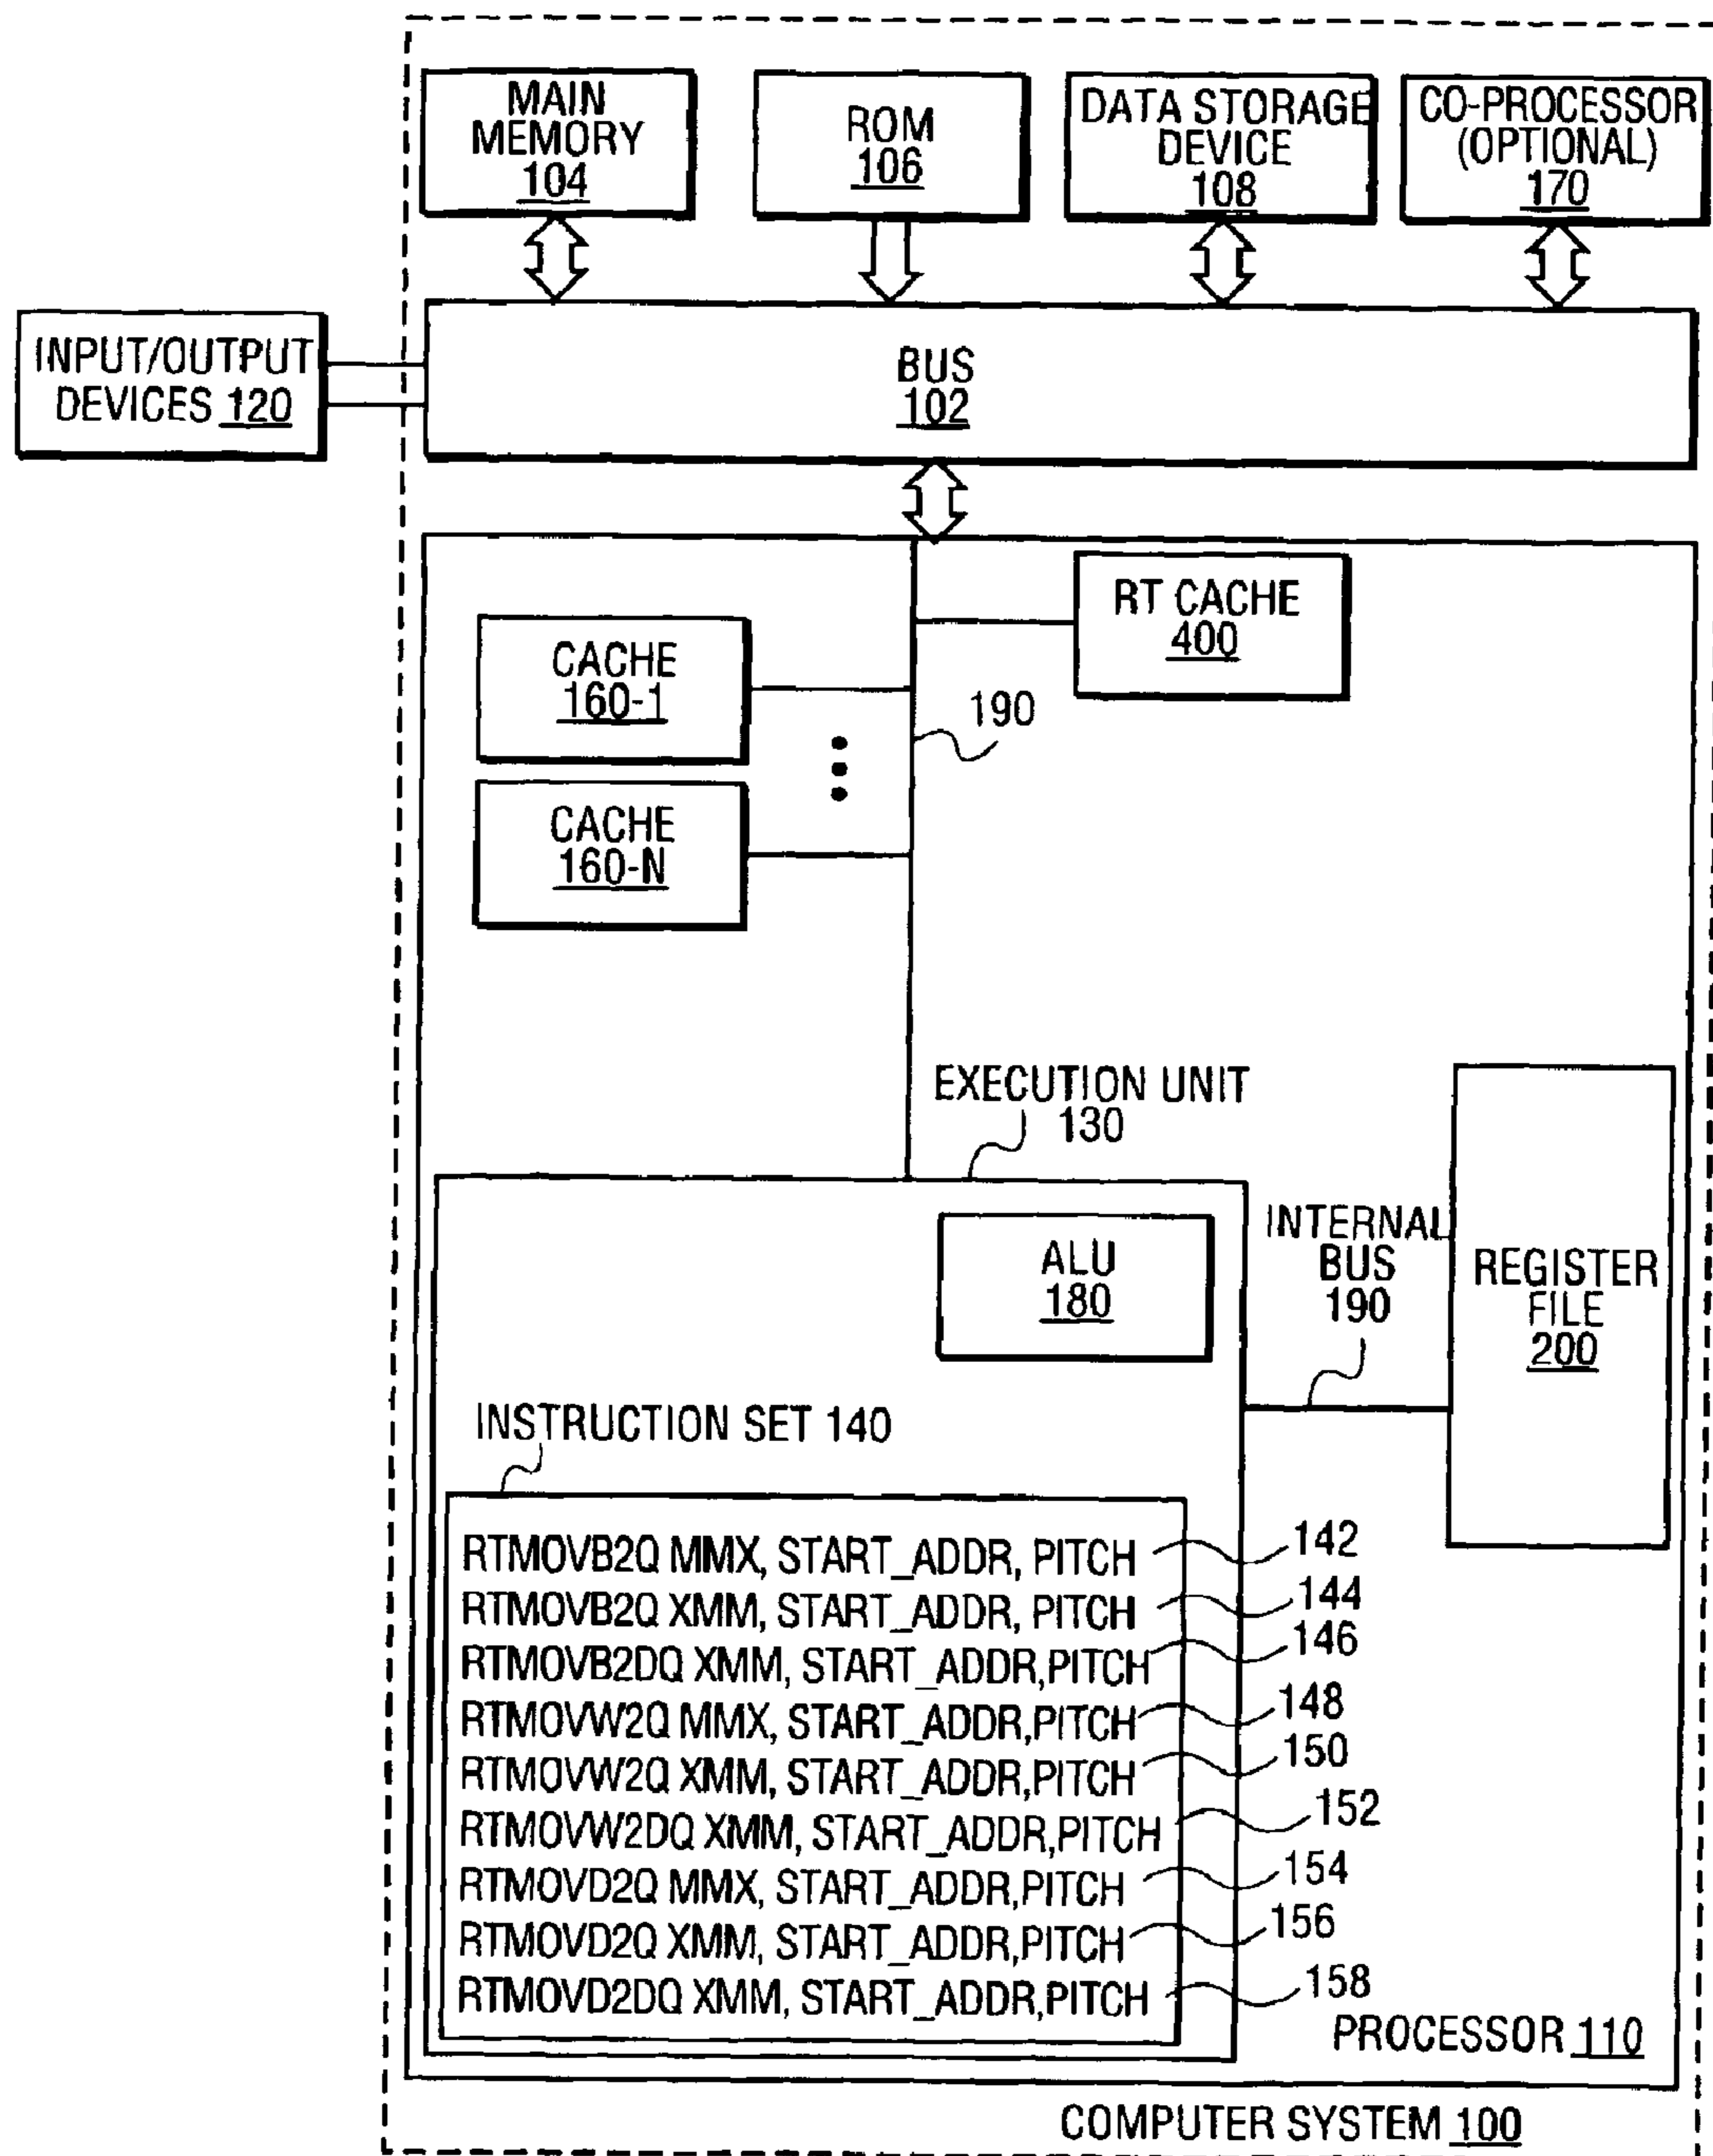 MAIN
MEMORY
104
ROM
106
DATA STORAGE
DEVICE
108
CO-PROCESSOR
(OPTIONAL)
170
INPUT/OUTPUT
DEVICES 120
BUS
102
RT CACHE
400
CACHE
160-1
190
CACHE
160-N
EXECUTION UNIT
130
ALU
180
INTERNAL
BUS
190
REGISTER
FILE
200
INSTRUCTION SET 140
RTMOVB2Q MMX, START_ADDR, PITCH 142
RTMOVB2Q XMM, START_ADDR, PITCH 144
RTMOVB2DQ XMM, START_ADDR,PITCH 146
RTMOVW2Q MMX, START_ADDR,PITCH 148
RTMOVW2Q XMM, START_ADDR,PITCH 150
RTMOVW2DQ XMM, START_ADDR,PITCH 152
RTMOVD2Q MMX, START_ADDR,PITCH 154
RTMOVD2Q XMM, START_ADDR,PITCH 156
RTMOVD2DQ XMM, START_ADDR,PITCH 158
PROCESSOR 110
COMPUTER SYSTEM 100